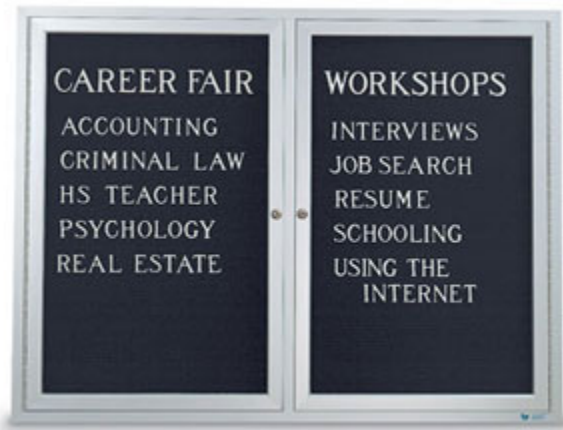 CAREER FAIR
ACCOUNTING
CRIMINAL LAW
HS TEACHER
PSYCHOLOGY
REAL ESTATE
WORKSHOPS
INTERVIEWS
JOB SEARCH
RESUME
SCHOOLING
USING THE
INTERNET